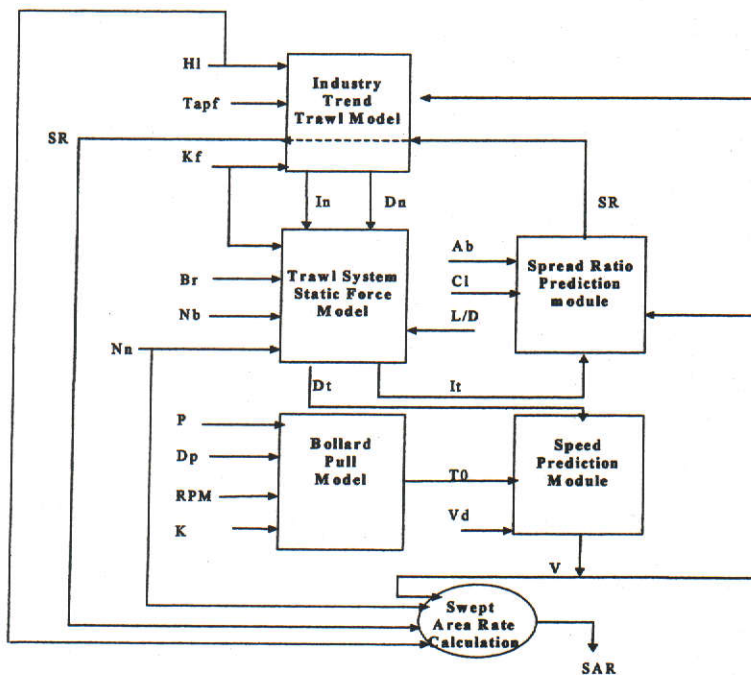 Hl
Industry
Trend
Trawl Model
Tapf
SR
Kf
In
Dn
SR
Ab
Trawl System
Static Force
Model
Spread Ratio
Prediction
module
Br
Cl
Nb
L/D
Nn
Dt
It
P
Bollard
Pull
Model
Speed
Prediction
Module
Dp
T0
RPM
Vd
K
V
Swept
Area Rate
Calculation
SAR